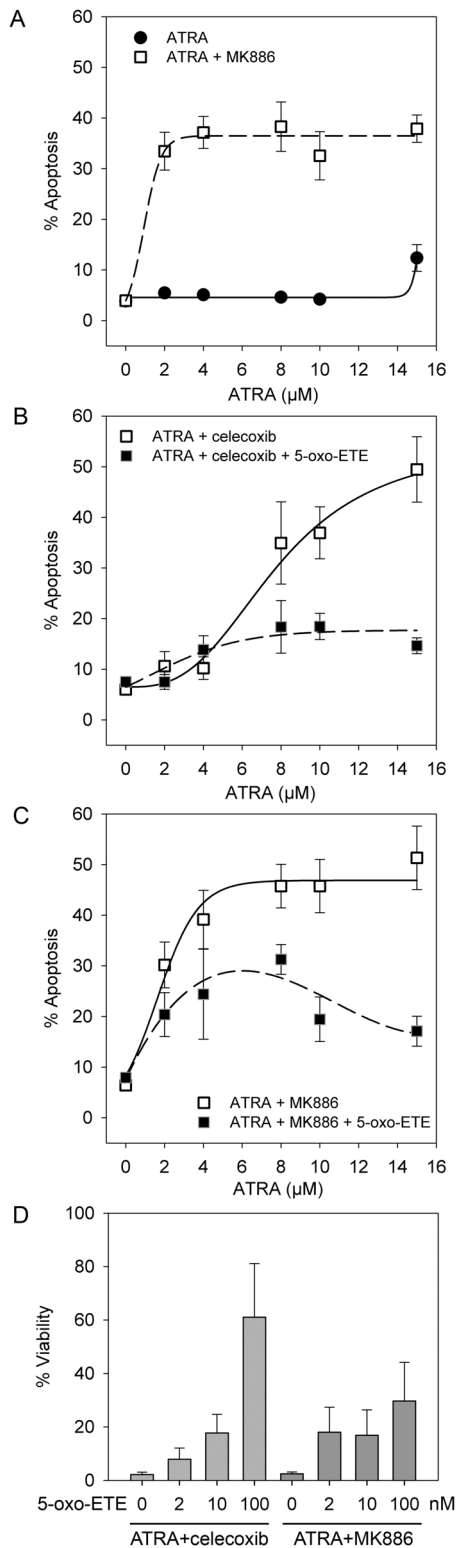 A
60
50
40
30
20
10
0
% Apoptosis
ATRA
ATRA + MK886
0 2 4 6 8 10 12 14 16
ATRA (µM)
B
60
50
40
30
20
10
0
% Apoptosis
ATRA + celecoxib
ATRA + celecoxib + 5-oxo-ETE
0 2 4 6 8 10 12 14 16
ATRA (µM)
C
60
50
40
30
20
10
0
% Apoptosis
ATRA + MK886
ATRA + MK886 + 5-oxo-ETE
0 2 4 6 8 10 12 14 16
ATRA (µM)
D
100
80
60
40
20
0
% Viability
5-oxo-ETE 0 2 10 100 0 2 10 100 nM
ATRA+celecoxib ATRA+MK886